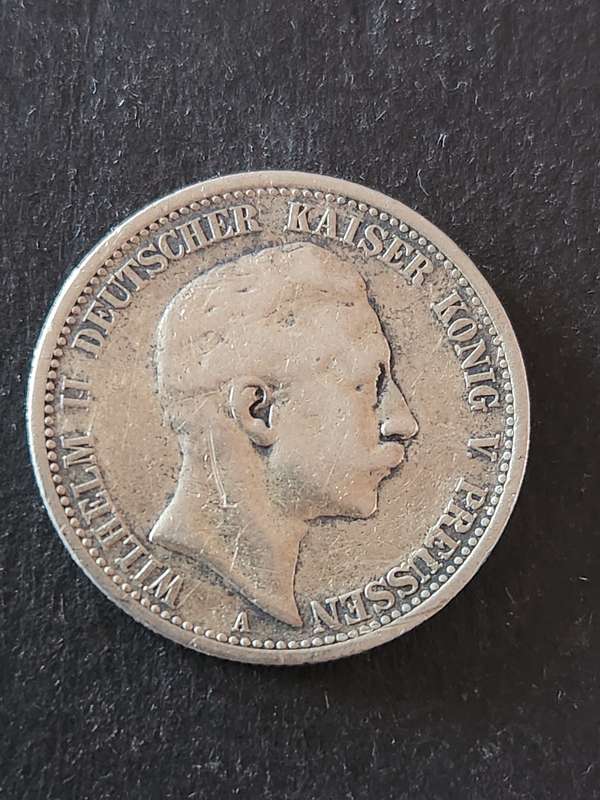 WILHELM II DEUTSCHER KAISER KÖNIG V. PREUSSEN
A